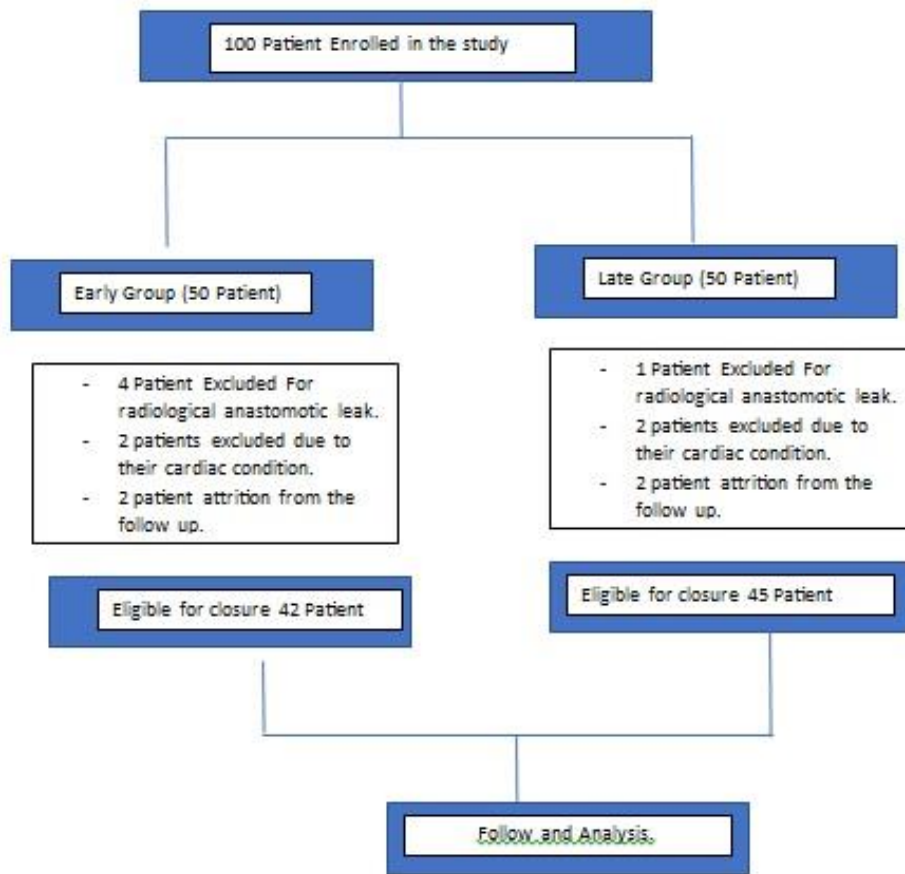 100 Patient Enrolled in the study
Early Group (50 Patient)
Late Group (50 Patient)
- 4 Patient Excluded For
radiological anastomotic leak.
- 2 patients excluded due to
their cardiac condition.
- 2 patient attrition from the
follow up.
- 1 Patient Excluded For
radiological anastomotic leak.
- 2 patients excluded due to
their cardiac condition.
- 2 patient attrition from the
follow up.
Eligible for closure 42 Patient
Eligible for closure 45 Patient
Follow and Analysis.